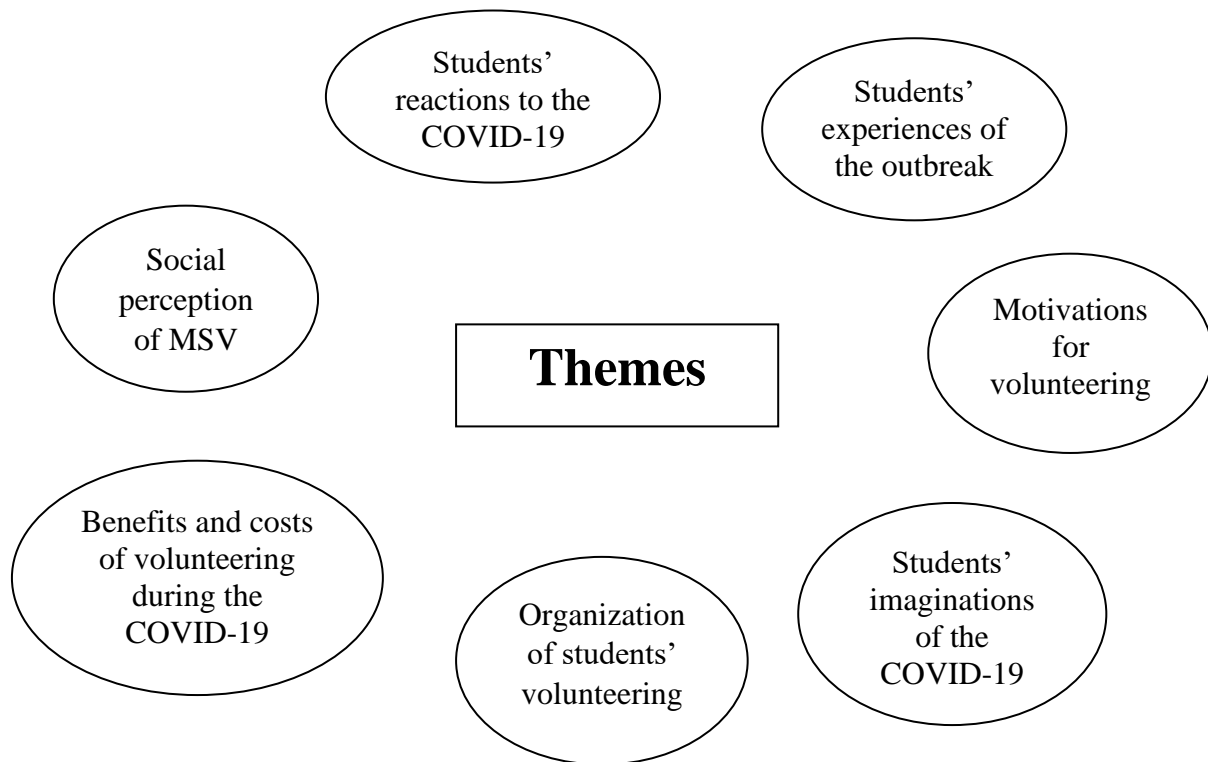 Students’
reactions to the
COVID-19
Students’
experiences of
the outbreak
Social
perception
of MSV
Themes
Motivations
for
volunteering
Benefits and costs
of volunteering
during the
COVID-19
Organization
of students’
volunteering
Students’
imaginations
of the
COVID-19